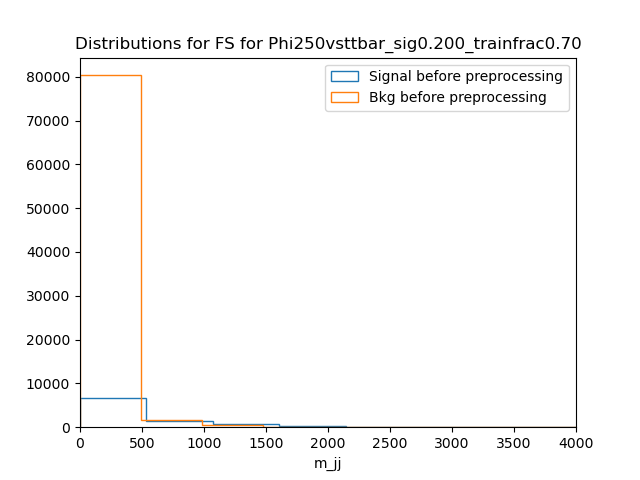 Distributions for FS for Phi250vsttbar_sig0.200_trainfrac0.70
Signal before preprocessing
Bkg before preprocessing
80000
70000
60000
50000
40000
30000
20000
10000
0
0 500 1000 1500 2000 2500 3000 3500 4000
m_jj